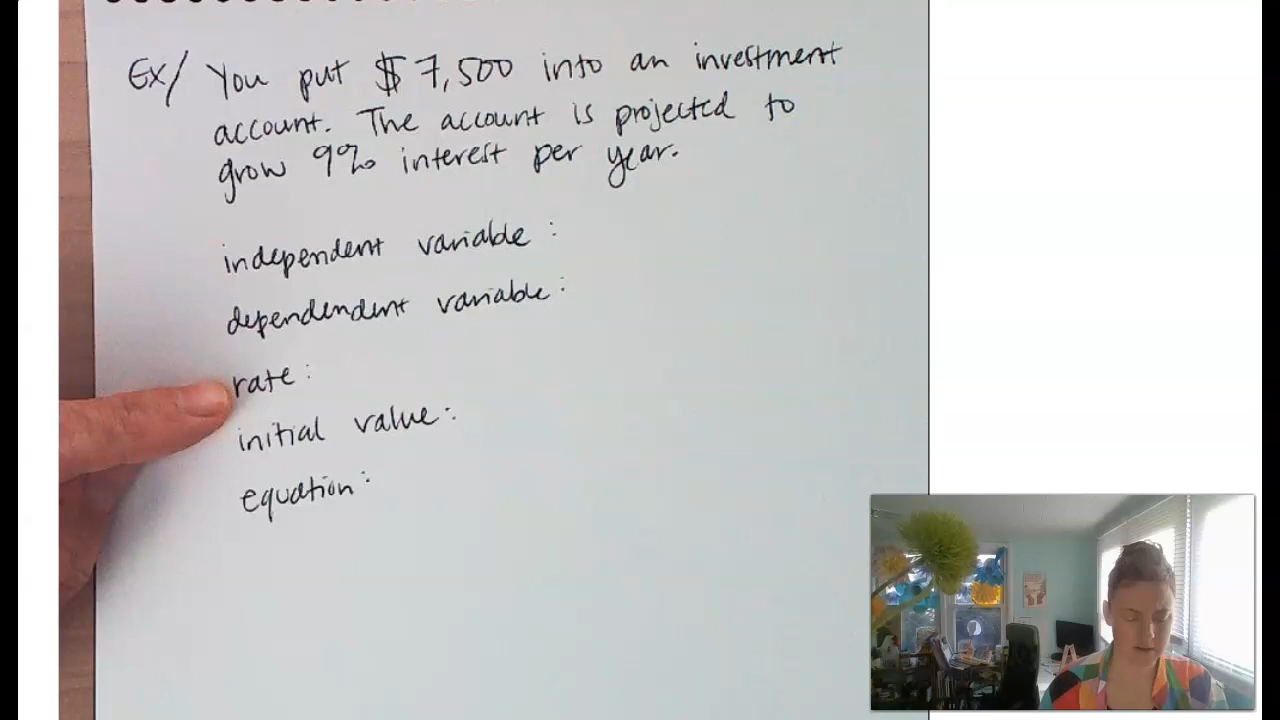 Ex/ You put $7,500 into an investment
account. The account is projected to
grow 9% interest per year.
independent variable:
dependendent variable:
rate:
initial value:
equation: